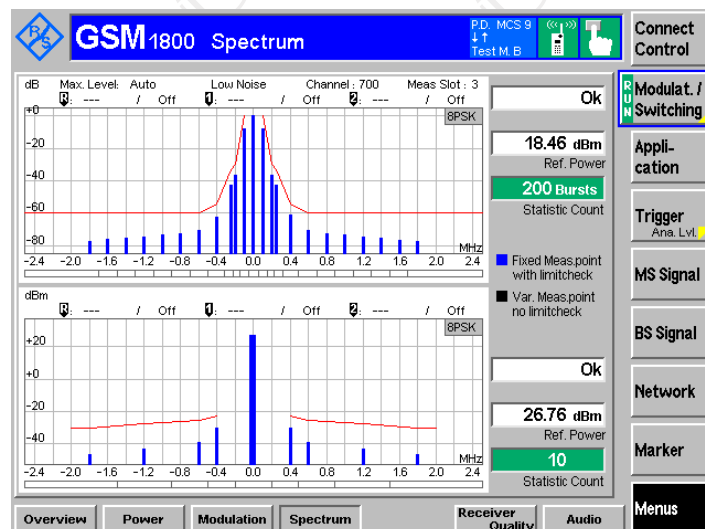 R&S
GSM 1800 Spectrum
P.D. MCS 9
Test M. B
Connect Control
dB Max. Level: Auto Low Noise Channel : 700 Meas Slot : 3
R: --- / Off 1: --- / Off 2: --- / Off
+0
8PSK
-20
-40
-60
-80
MHz
-2.4 -2.0 -1.6 -1.2 -0.8 -0.4 0.0 0.4 0.8 1.2 1.6 2.0 2.4
Ok
18.46 dBm
Ref. Power
200 Bursts
Statistic Count
Fixed Meas.point
with limitcheck
Var. Meas.point
no limitcheck
dBm
R: --- / Off 1: --- / Off 2: --- / Off
8PSK
+20
+0
-20
-40
MHz
-2.4 -2.0 -1.6 -1.2 -0.8 -0.4 0.0 0.4 0.8 1.2 1.6 2.0 2.4
Ok
26.76 dBm
Ref. Power
10
Statistic Count
RUN
Modulat. /
Switching
Appli-
cation
Trigger
Ana. Lvl.
MS Signal
BS Signal
Network
Marker
Menus
Overview Power Modulation Spectrum Receiver Quality Audio